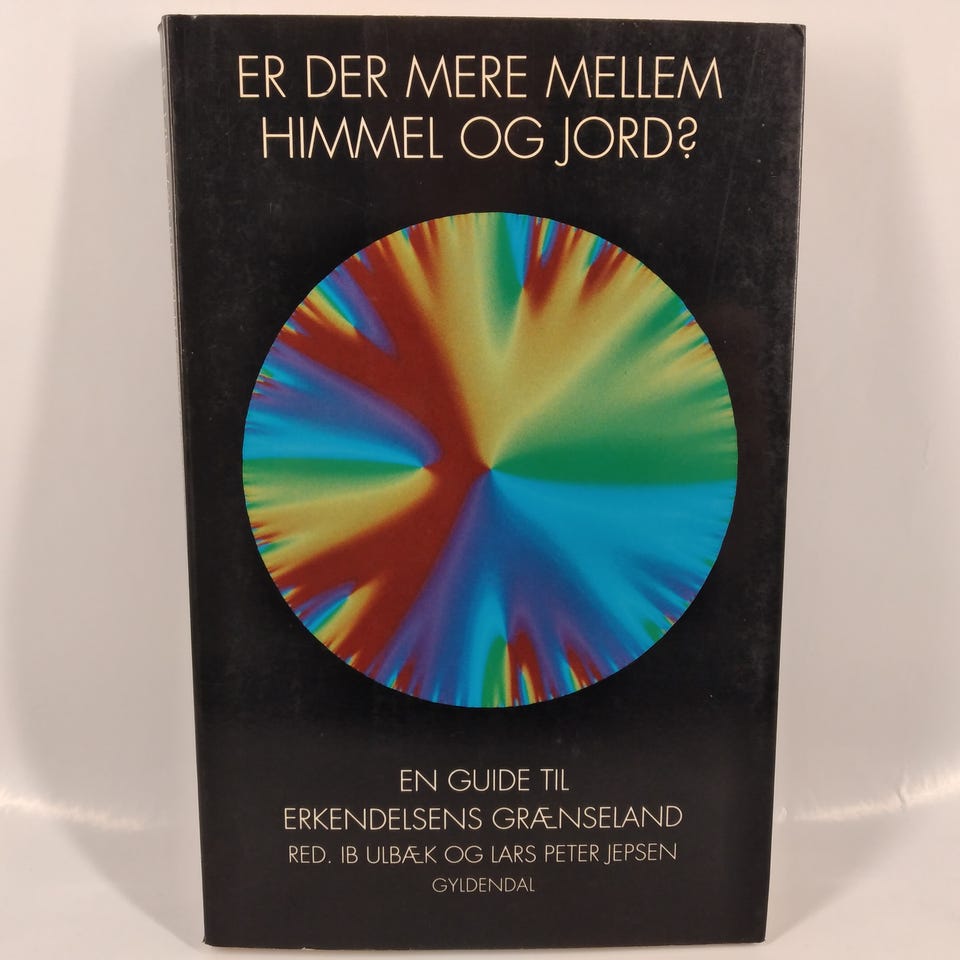 ER DER MERE MELLEM
HIMMEL OG JORD?
EN GUIDE TIL
ERKENDELSENS GRÆNSELAND
RED. IB ULBÆK OG LARS PETER JEPSEN
GYLDENDAL